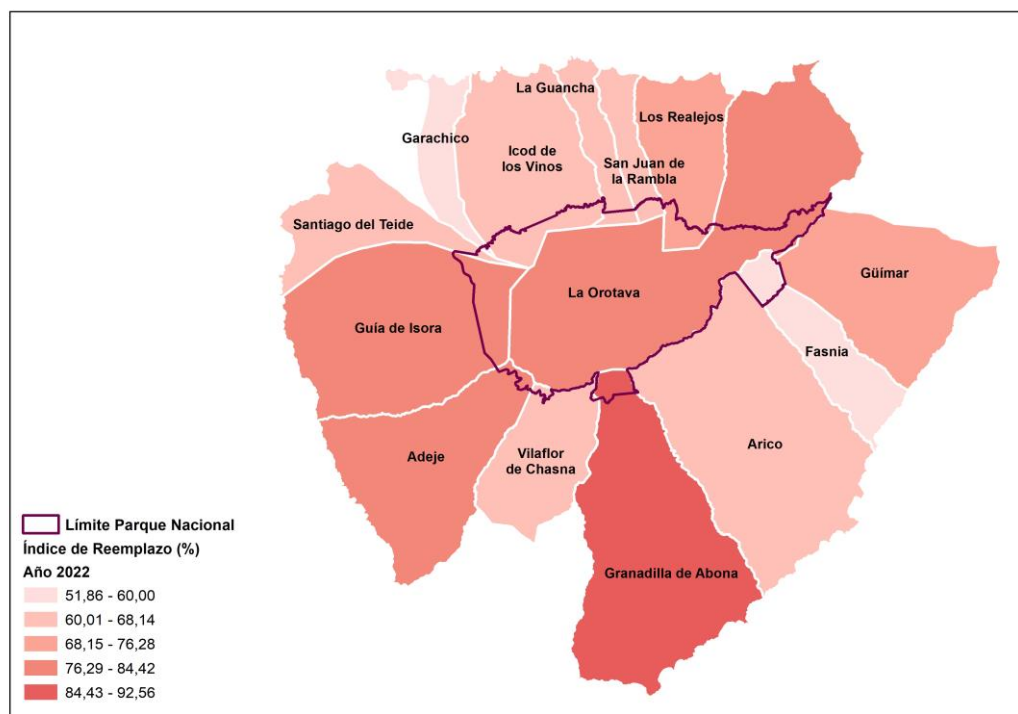 La Guancha
Los Realejos
Garachico
Icod de
los Vinos
San Juan de
la Rambla
Santiago del Teide
Güímar
La Orotava
Guía de Isora
Fasnia
Arico
Adeje
Vilaflor
de Chasna
Granadilla de Abona
Límite Parque Nacional
Índice de Reemplazo (%)
Año 2022
51,86 - 60,00
60,01 - 68,14
68,15 - 76,28
76,29 - 84,42
84,43 - 92,56